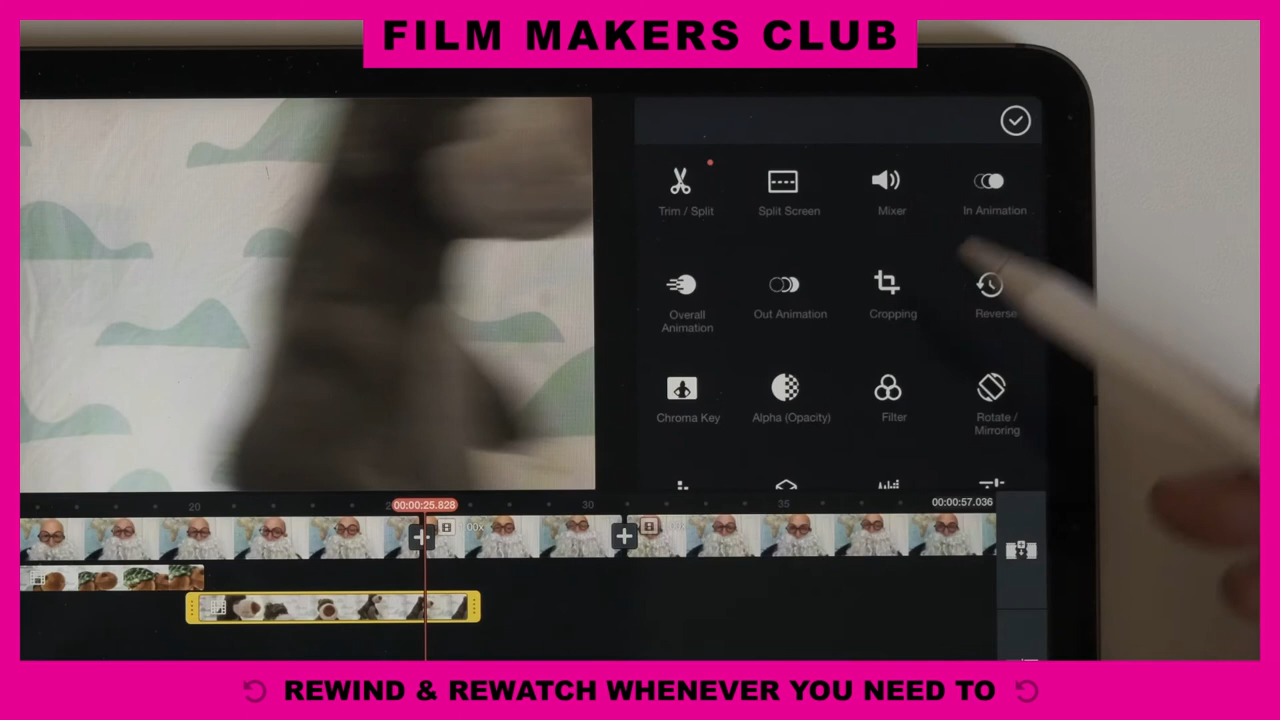 FILM MAKERS CLUB
Trim / Split
Split Screen
Mixer
In Animation
Overall
Animation
Out Animation
Cropping
Reverse
Chroma Key
Alpha (Opacity)
Filter
Rotate /
Mirroring
20
00:00:25.828
30
35
00:00:57.036
REWIND & REWATCH WHENEVER YOU NEED TO